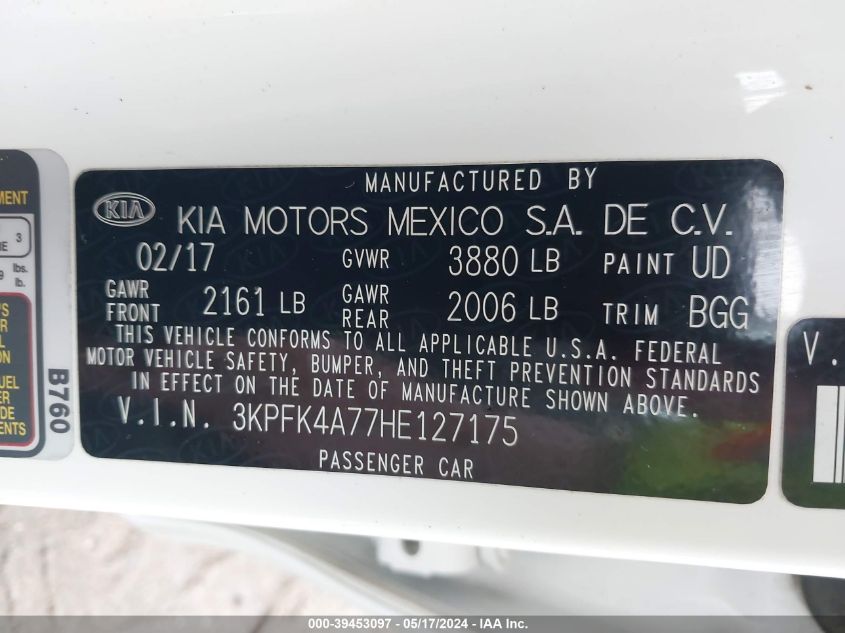 MANUFACTURED BY
KIA KIA MOTORS MEXICO S.A. DE C.V.
02/17 GVWR 3880 LB PAINT UD
GAWR FRONT 2161 LB GAWR REAR 2006 LB TRIM BGG
THIS VEHICLE CONFORMS TO ALL APPLICABLE U.S.A. FEDERAL
MOTOR VEHICLE SAFETY, BUMPER, AND THEFT PREVENTION STANDARDS
IN EFFECT ON THE DATE OF MANUFACTURE SHOWN ABOVE.
V.I.N. 3KPFK4A77HE127175
PASSENGER CAR
B760
3
lbs.
lb.
V.
000-39453097 - 05/17/2024 - IAA Inc.